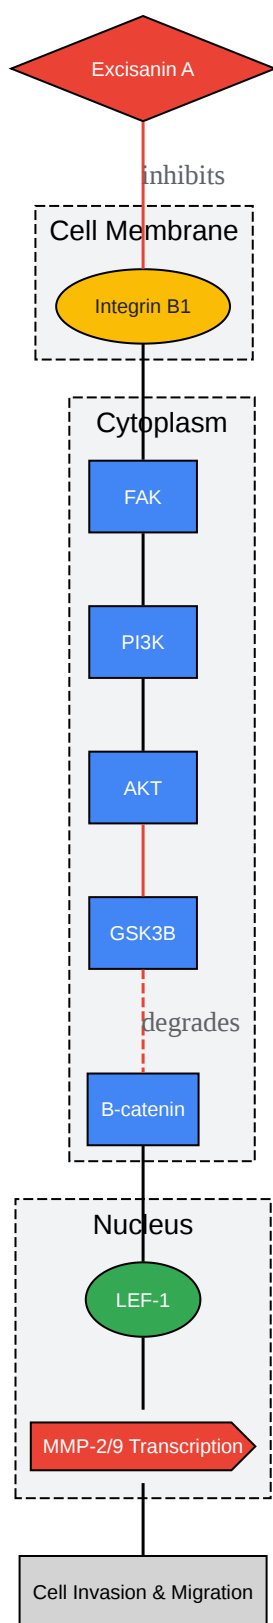 Excisanin A
inhibits
Cell Membrane
Integrin B1
Cytoplasm
FAK
PI3K
AKT
GSK3B
degrades
B-catenin
Nucleus
LEF-1
MMP-2/9 Transcription
Cell Invasion & Migration